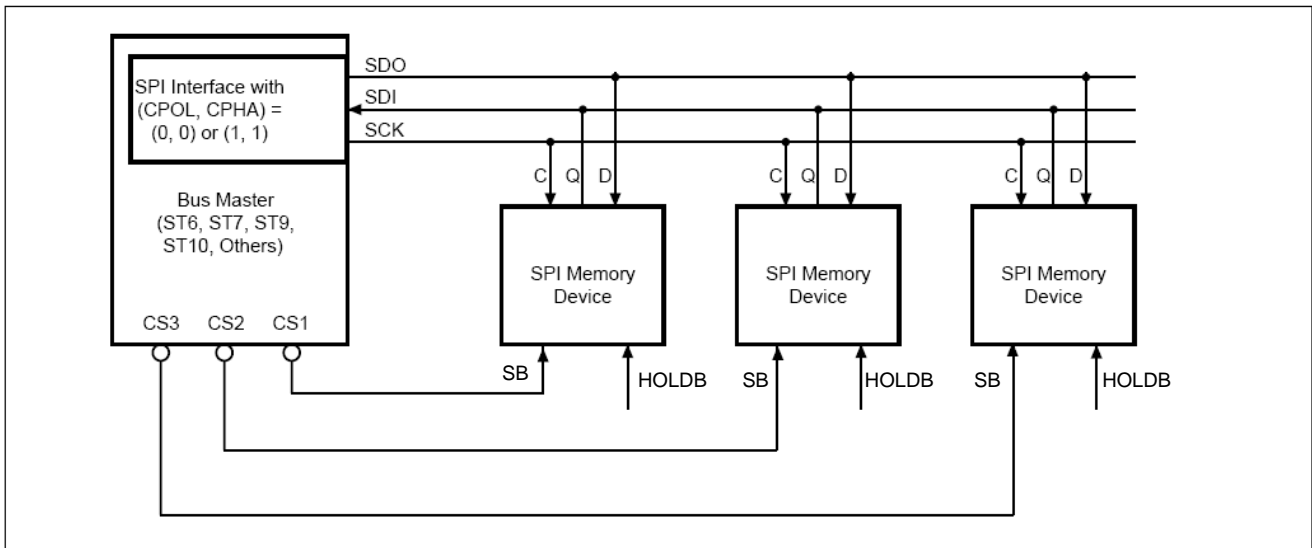 SPI Interface with
(CPOL, CPHA) =
(0, 0) or (1, 1)
SDO
SDI
SCK
Bus Master
(ST6, ST7, ST9,
ST10, Others)
CS3 CS2 CS1
C Q D
C Q D
C Q D
SPI Memory
Device
SPI Memory
Device
SPI Memory
Device
SB HOLDB
SB HOLDB
SB HOLDB